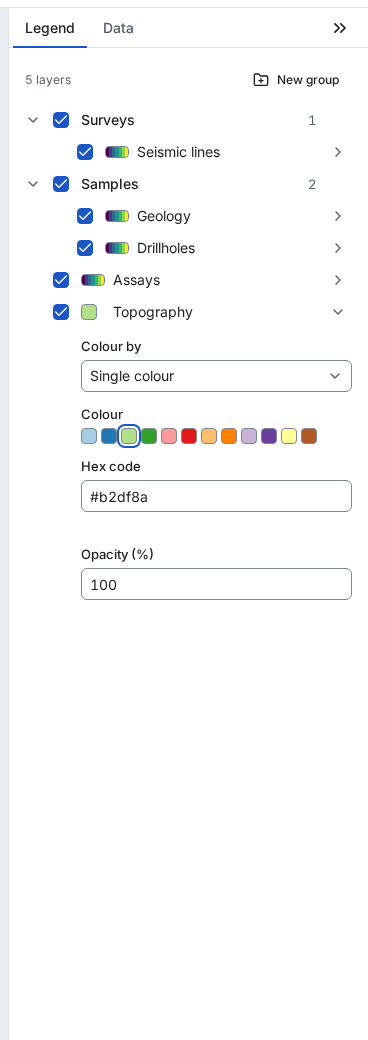 Legend Data
5 layers New group
Surveys 1
Seismic lines
Samples 2
Geology
Drillholes
Assays
Topography
Colour by
Single colour
Colour
Hex code
#b2df8a
Opacity (%)
100